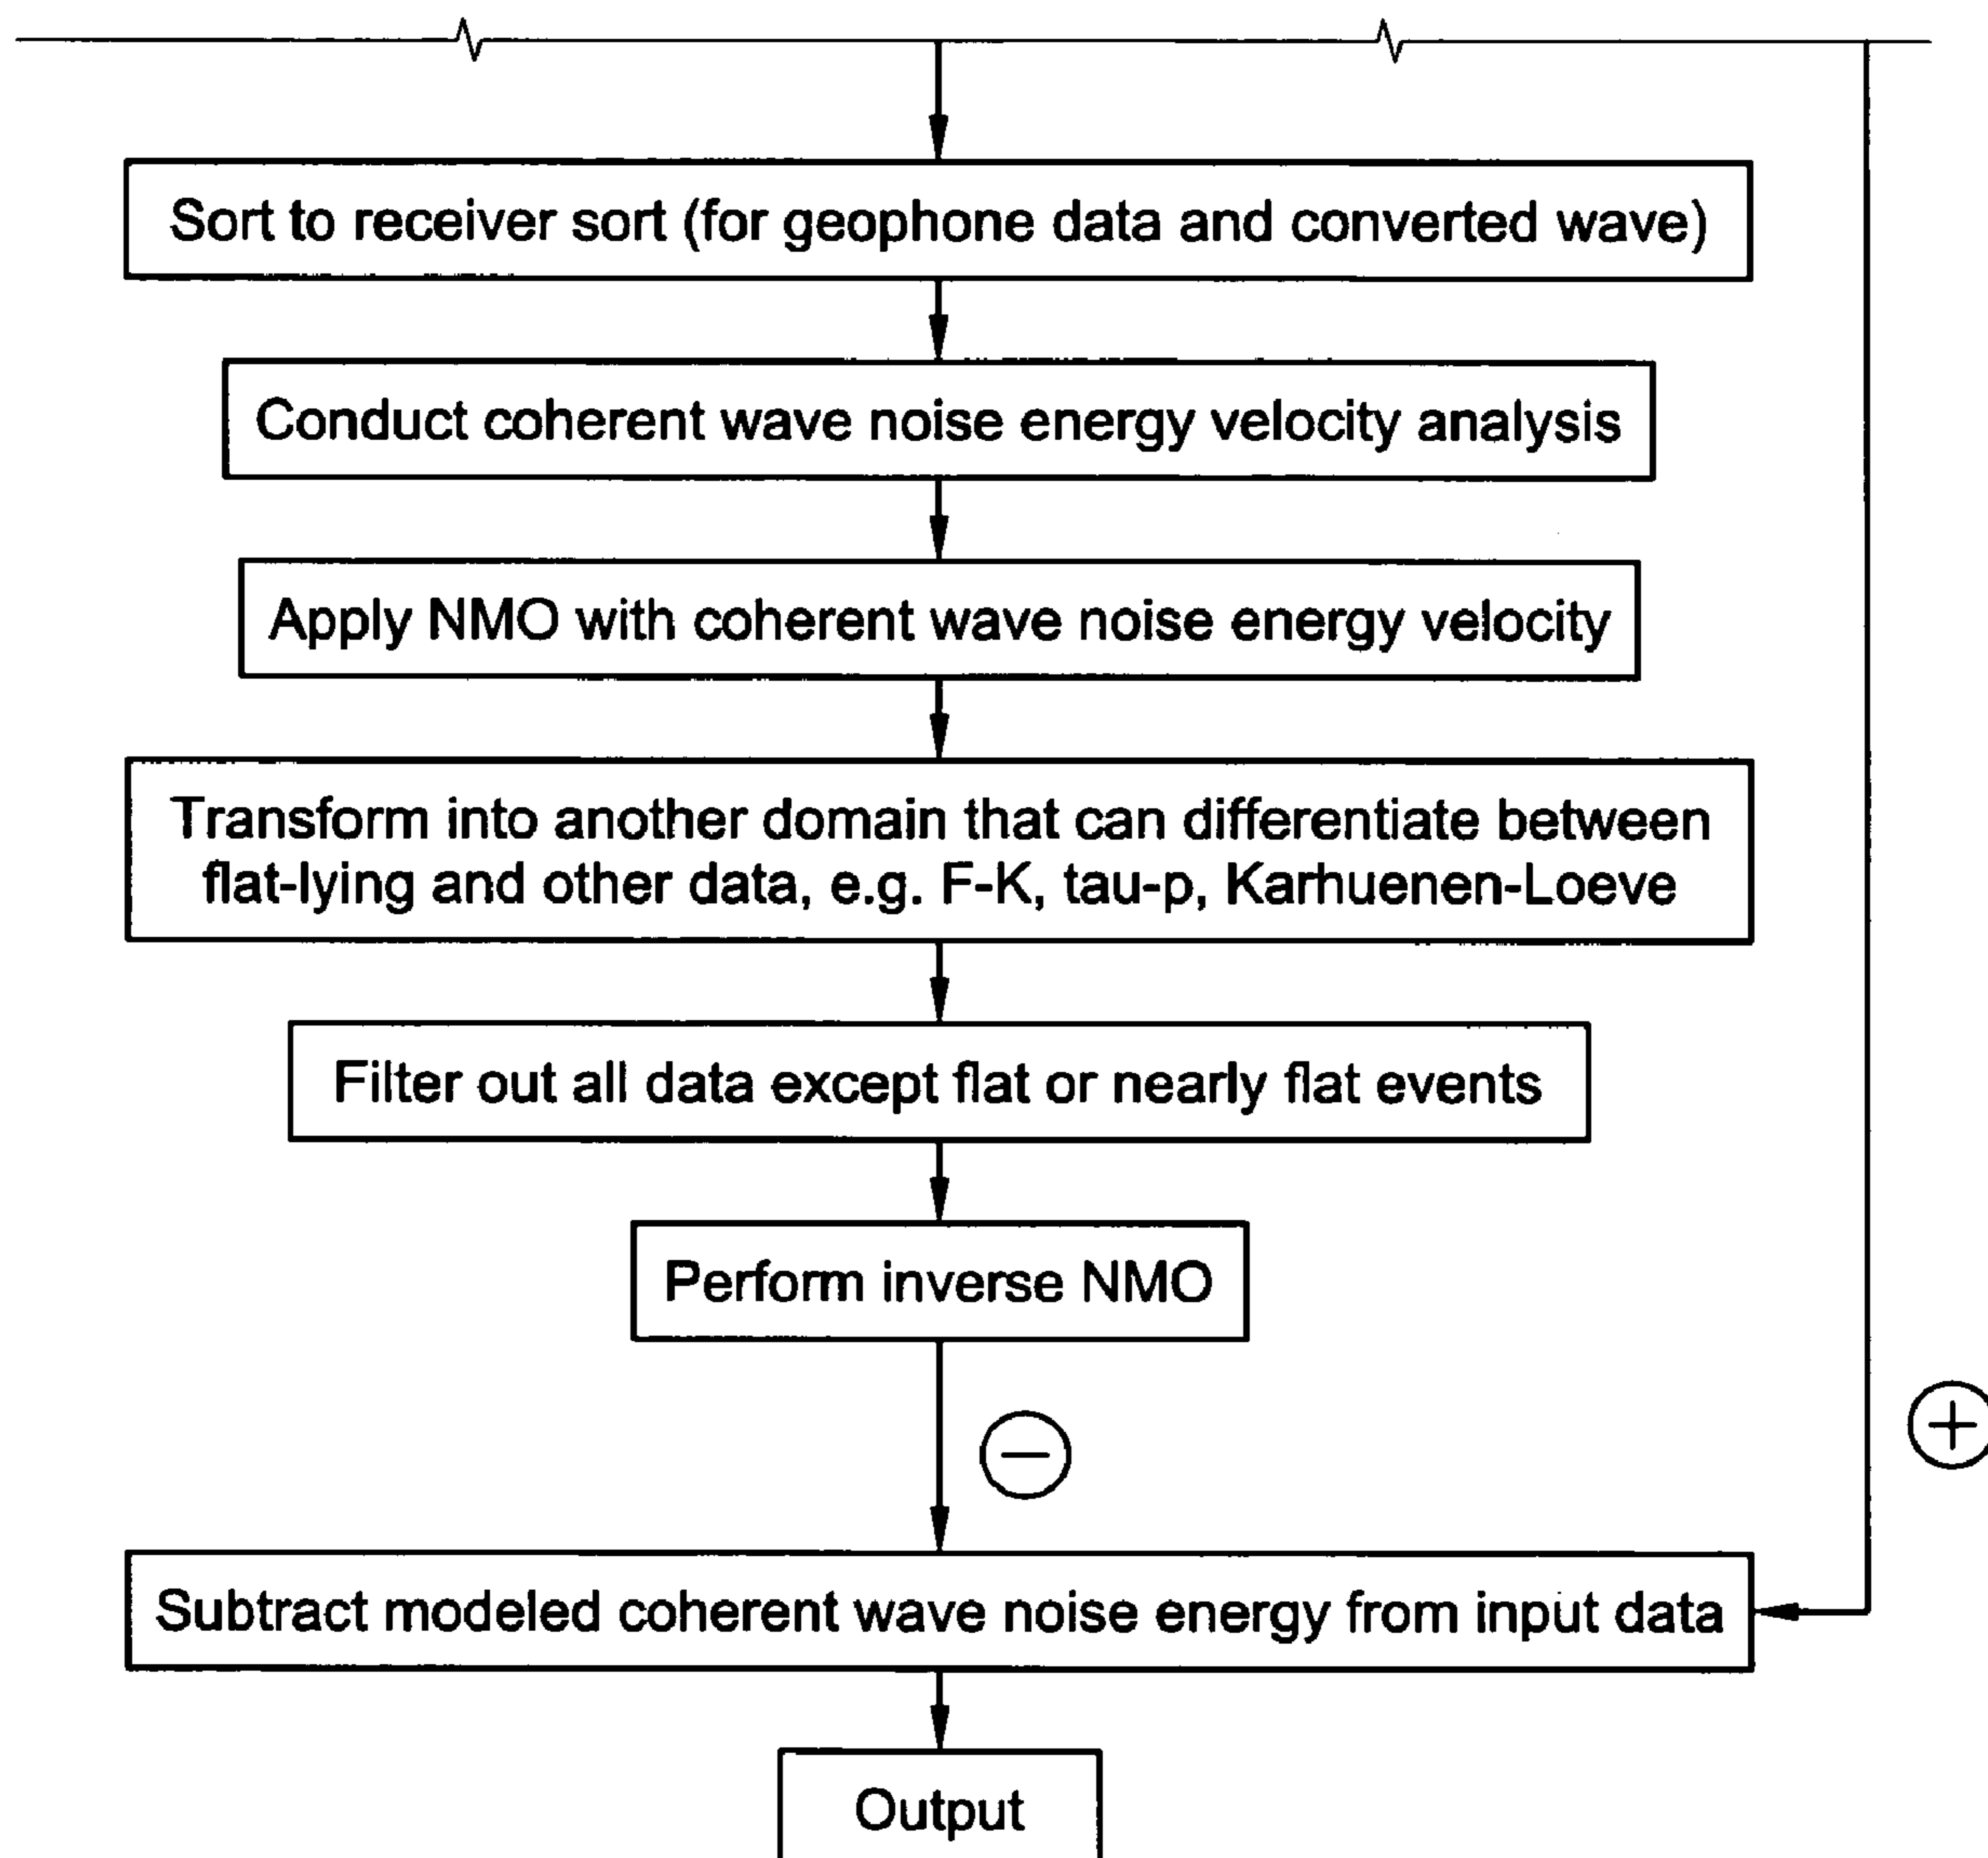 Sort to receiver sort (for geophone data and converted wave)
Conduct coherent wave noise energy velocity analysis
Apply NMO with coherent wave noise energy velocity
Transform into another domain that can differentiate between
flat-lying and other data, e.g. F-K, tau-p, Karhuenen-Loeve
Filter out all data except flat or nearly flat events
Perform inverse NMO
−
+
Subtract modeled coherent wave noise energy from input data
Output